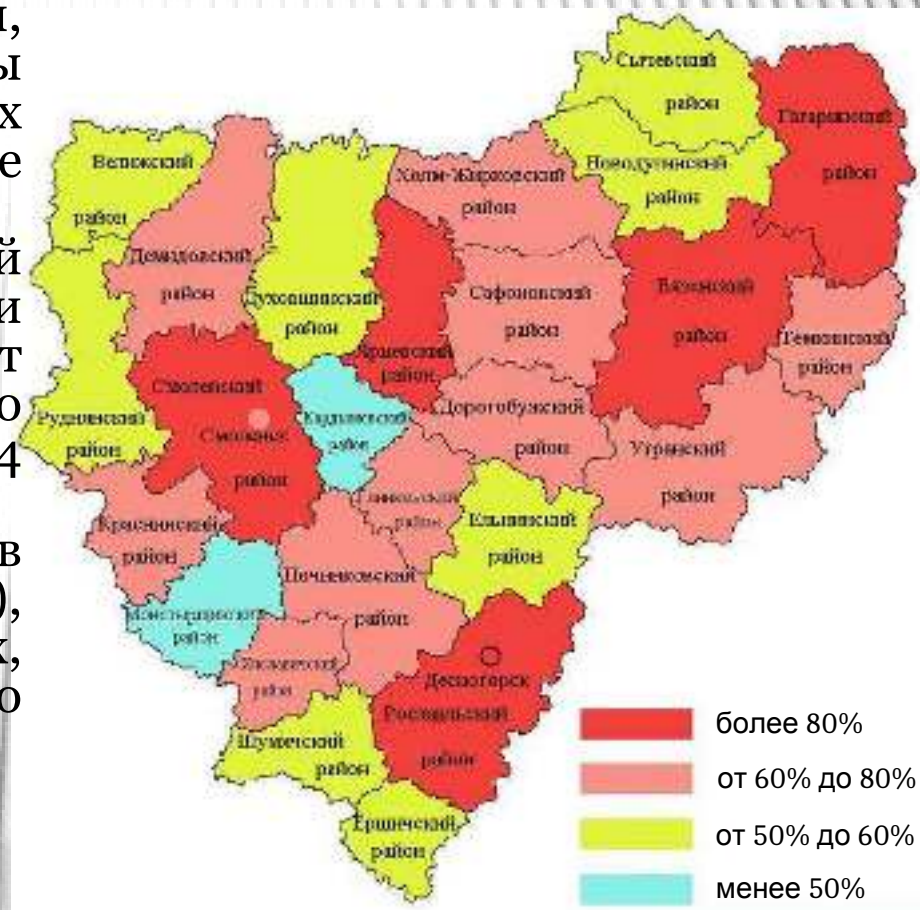 ,
ы
х
е
й
и
т
о
4
в
),
х,
о
Сычевский
район
Гагаринский
район
Новодугинский
район
Велижский
район
Холм-Жирковский
район
Демидовский
район
Духовщинский
район
Сафоновский
район
Вяземский
район
Темкинский
район
Ярцевский
район
Смоленский
Смоленск
район
Кардымовский
район
Дорогобужский
район
Руднянский
район
Угранский
район
Глинковский
район
Ельнинский
район
Краснинский
район
Починковский
район
Монастырщинский
район
Хиславичский
район
Десногорск
Рославльский
район
Шумячский
район
Ершичский
район
более 80%
от 60% до 80%
от 50% до 60%
менее 50%